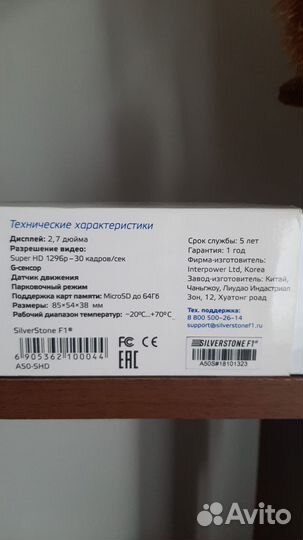 Технические характеристики
Дисплей: 2,7 дюйма
Разрешение видео:
Super HD 1296p – 30 кадров/сек
G-сенсор
Датчик движения
Парковочный режим
Поддержка карт памяти: MicroSD до 64Гб
Размеры: 85×54×38 мм
Рабочий диапазон температур: –20°C...+70°C
SilverStone F1®
6 905362 100044
A50-SHD
CE
EAC
Срок службы: 5 лет
Гарантия: 1 год
Фирма-изготовитель:
Interpower Ltd, Korea
Завод-изготовитель: Китай,
Чаньчжоу, Лиудао Индастриал
Зон, 12, Хуатонг роад
Тех. поддержка:
8 800 500-26-14
support@silverstonef1.ru
SILVERSTONE F1®
A50S#18101323
Avito